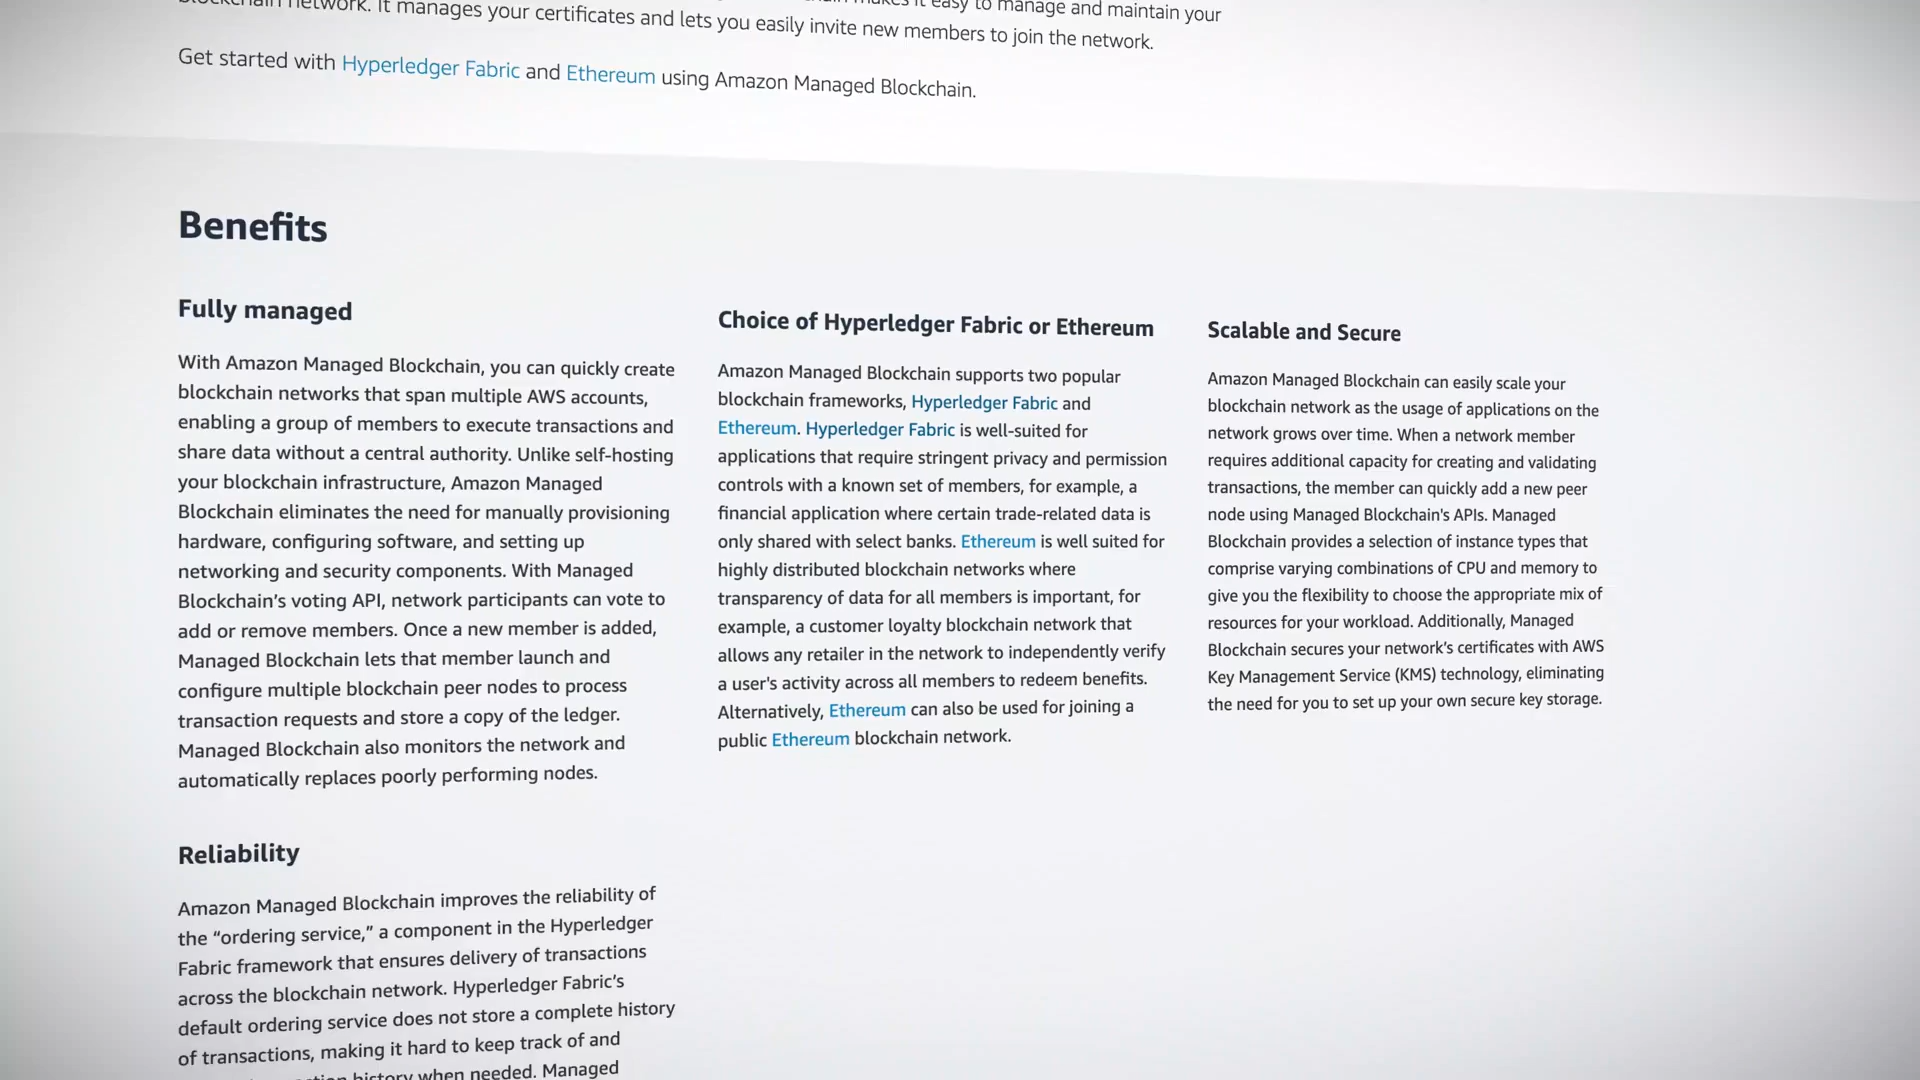 network. It manages your certificates and lets you easily invite new members to join the network.
easy to manage and maintain your
Get started with Hyperledger Fabric and Ethereum using Amazon Managed Blockchain.
Benefits
Fully managed
With Amazon Managed Blockchain, you can quickly create
blockchain networks that span multiple AWS accounts,
enabling a group of members to execute transactions and
share data without a central authority. Unlike self-hosting
your blockchain infrastructure, Amazon Managed
Blockchain eliminates the need for manually provisioning
hardware, configuring software, and setting up
networking and security components. With Managed
Blockchain’s voting API, network participants can vote to
add or remove members. Once a new member is added,
Managed Blockchain lets that member launch and
configure multiple blockchain peer nodes to process
transaction requests and store a copy of the ledger.
Managed Blockchain also monitors the network and
automatically replaces poorly performing nodes.
Choice of Hyperledger Fabric or Ethereum
Amazon Managed Blockchain supports two popular
blockchain frameworks, Hyperledger Fabric and
Ethereum. Hyperledger Fabric is well-suited for
applications that require stringent privacy and permission
controls with a known set of members, for example, a
financial application where certain trade-related data is
only shared with select banks. Ethereum is well suited for
highly distributed blockchain networks where
transparency of data for all members is important, for
example, a customer loyalty blockchain network that
allows any retailer in the network to independently verify
a user's activity across all members to redeem benefits.
Alternatively, Ethereum can also be used for joining a
public Ethereum blockchain network.
Scalable and Secure
Amazon Managed Blockchain can easily scale your
blockchain network as the usage of applications on the
network grows over time. When a network member
requires additional capacity for creating and validating
transactions, the member can quickly add a new peer
node using Managed Blockchain's APIs. Managed
Blockchain provides a selection of instance types that
comprise varying combinations of CPU and memory to
give you the flexibility to choose the appropriate mix of
resources for your workload. Additionally, Managed
Blockchain secures your network’s certificates with AWS
Key Management Service (KMS) technology, eliminating
the need for you to set up your own secure key storage.
Reliability
Amazon Managed Blockchain improves the reliability of
the “ordering service,” a component in the Hyperledger
Fabric framework that ensures delivery of transactions
across the blockchain network. Hyperledger Fabric’s
default ordering service does not store a complete history
of transactions, making it hard to keep track of and
history when needed. Managed